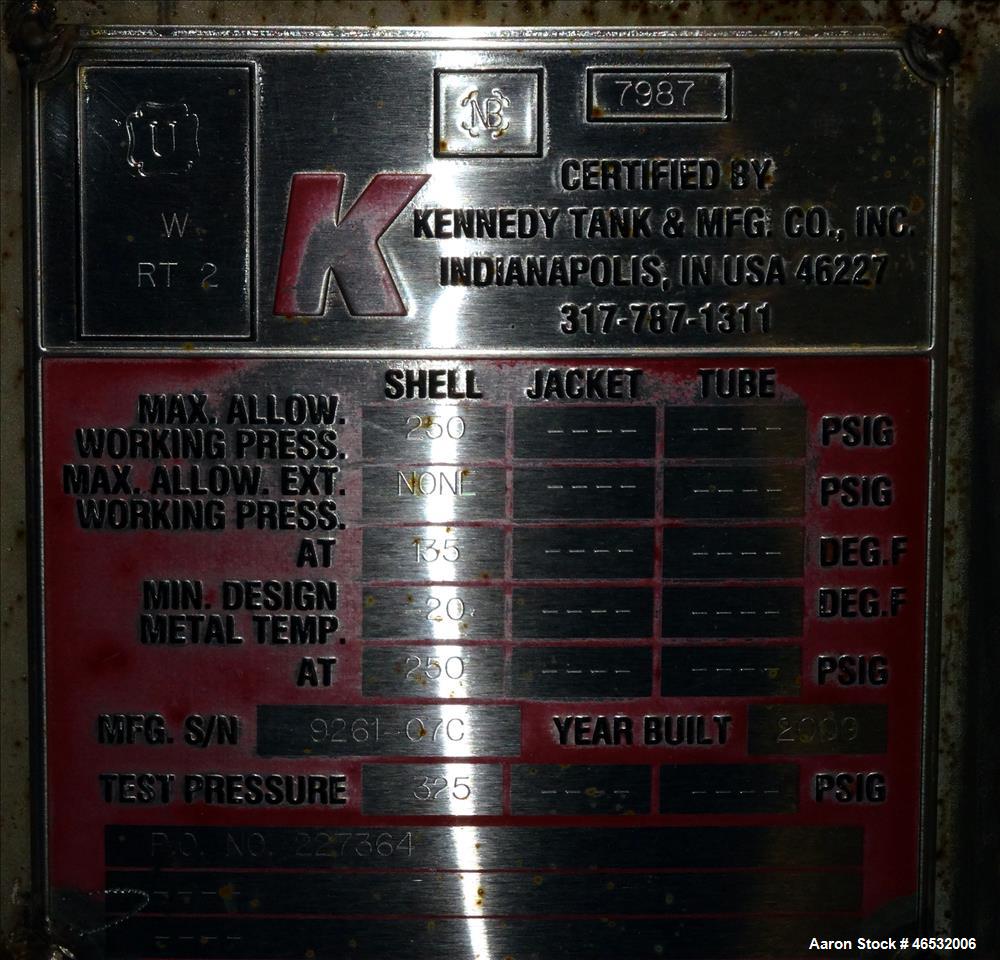 U
W
RT 2
NB
7987
K
CERTIFIED BY
KENNEDY TANK & MFG. CO., INC.
INDIANAPOLIS, IN USA 46227
317-787-1311
SHELL JACKET TUBE
MAX. ALLOW.
WORKING PRESS. 250 ---- ---- PSIG
MAX. ALLOW. EXT.
WORKING PRESS. NONE ---- ---- PSIG
AT 135 ---- ---- DEG.F
MIN. DESIGN
METAL TEMP. -20 ---- ---- DEG.F
AT 250 ---- ---- PSIG
MFG. S/N 9261-07C YEAR BUILT 2009
TEST PRESSURE 325 ---- ---- PSIG
P.O. NO. 227364
----
----
Aaron Stock # 46532006